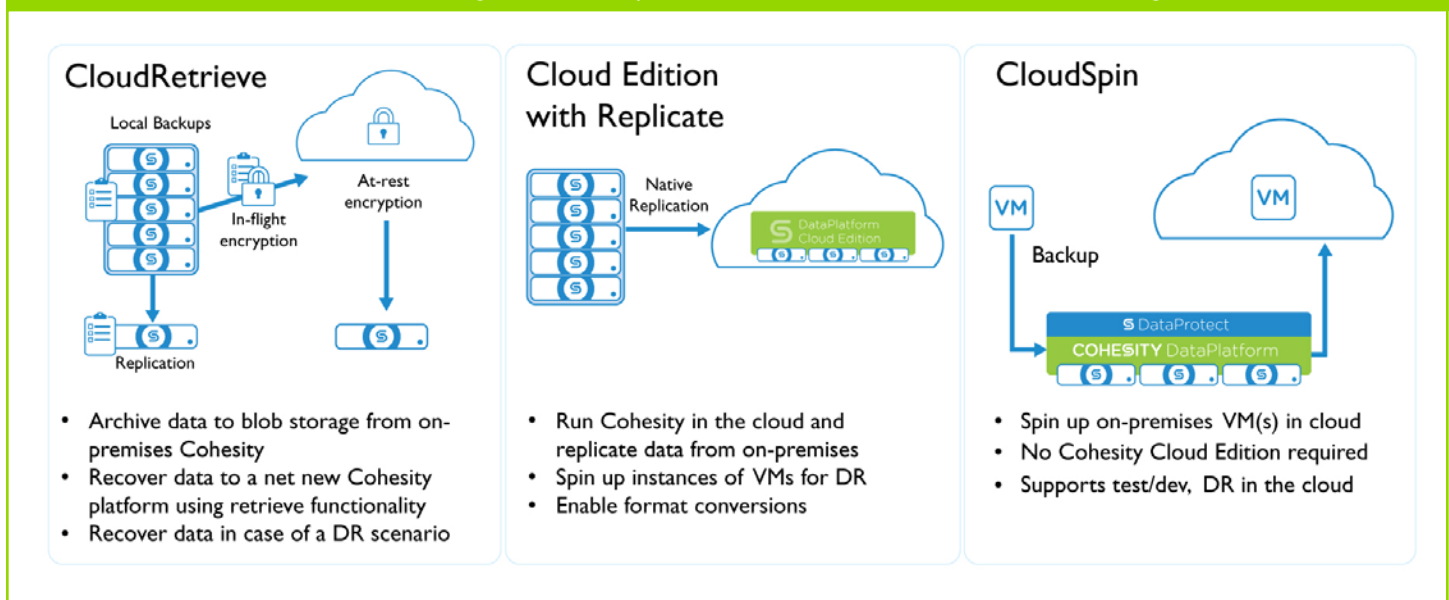 CloudRetrieve
Local Backups
In-flight
encryption
At-rest
encryption
Replication
• Archive data to blob storage from on-
premises Cohesity
• Recover data to a net new Cohesity
platform using retrieve functionality
• Recover data in case of a DR scenario
Cloud Edition
with Replicate
Native
Replication
DataPlatform
Cloud Edition
• Run Cohesity in the cloud and
replicate data from on-premises
• Spin up instances of VMs for DR
• Enable format conversions
CloudSpin
VM
VM
Backup
DataProtect
COHESITY DataPlatform
• Spin up on-premises VM(s) in cloud
• No Cohesity Cloud Edition required
• Supports test/dev, DR in the cloud